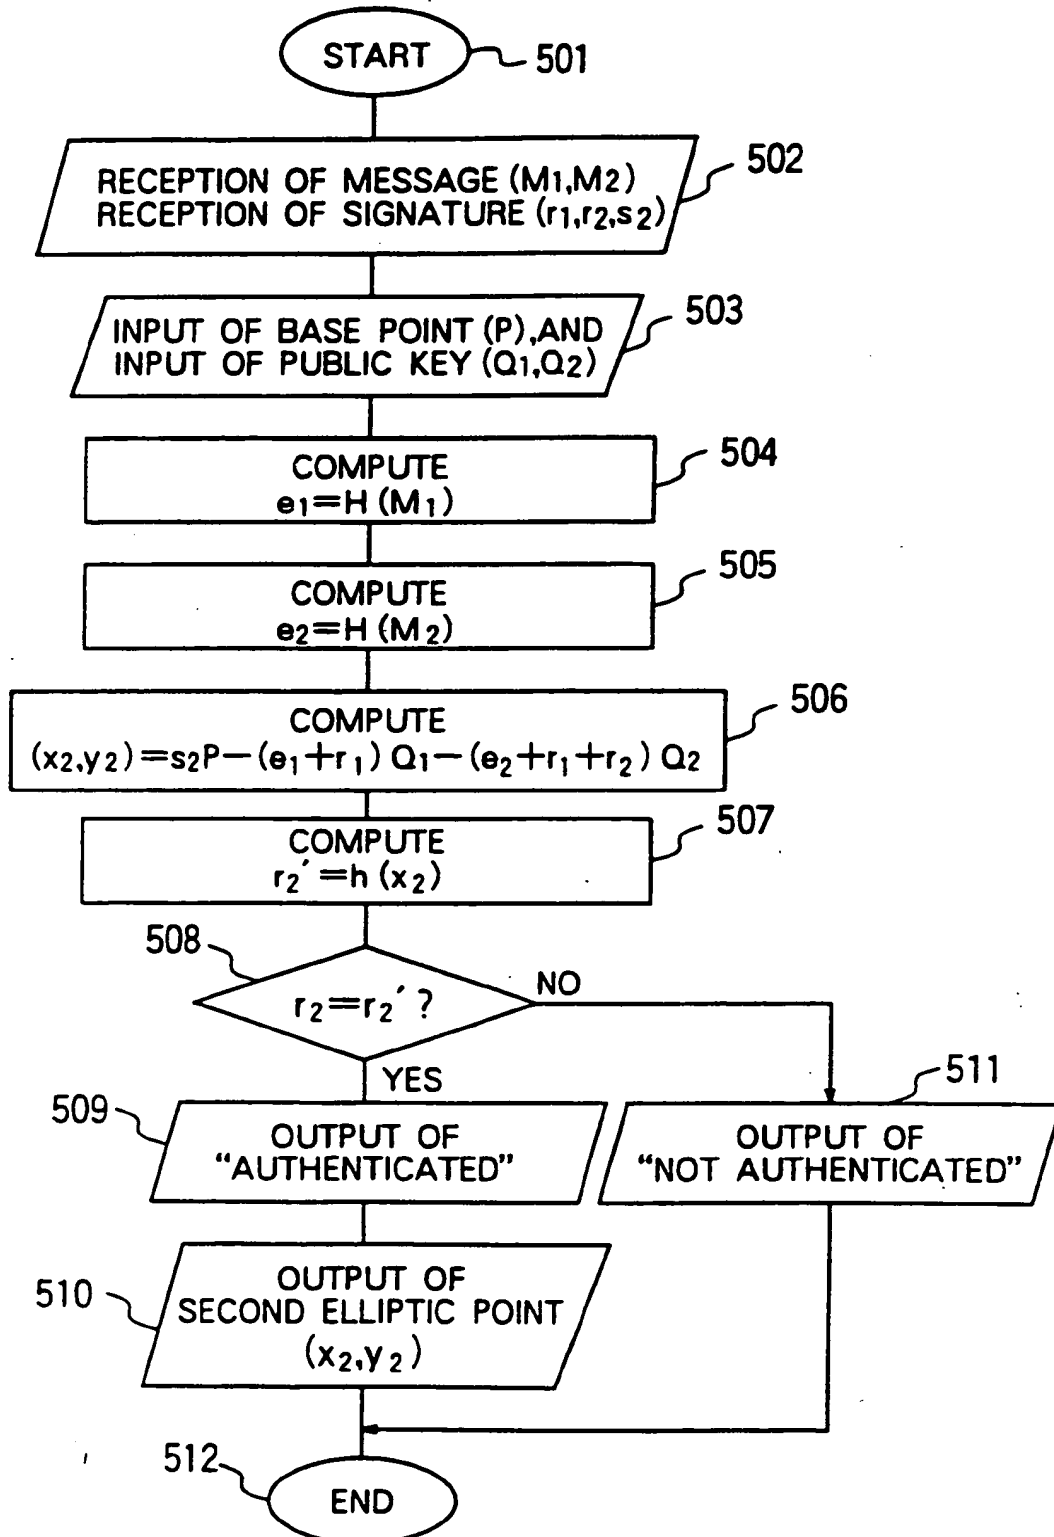 START
501
RECEPTION OF MESSAGE (M1,M2)
RECEPTION OF SIGNATURE (r1,r2,s2)
502
INPUT OF BASE POINT (P),AND
INPUT OF PUBLIC KEY (Q1,Q2)
503
COMPUTE
e1=H (M1)
504
COMPUTE
e2=H (M2)
505
COMPUTE
(x2,y2)=s2P-(e1+r1) Q1-(e2+r1+r2) Q2
506
COMPUTE
r2'=h (x2)
507
508
r2=r2' ?
NO
YES
509
OUTPUT OF
"AUTHENTICATED"
511
OUTPUT OF
"NOT AUTHENTICATED"
510
OUTPUT OF
SECOND ELLIPTIC POINT
(x2,y2)
512
END